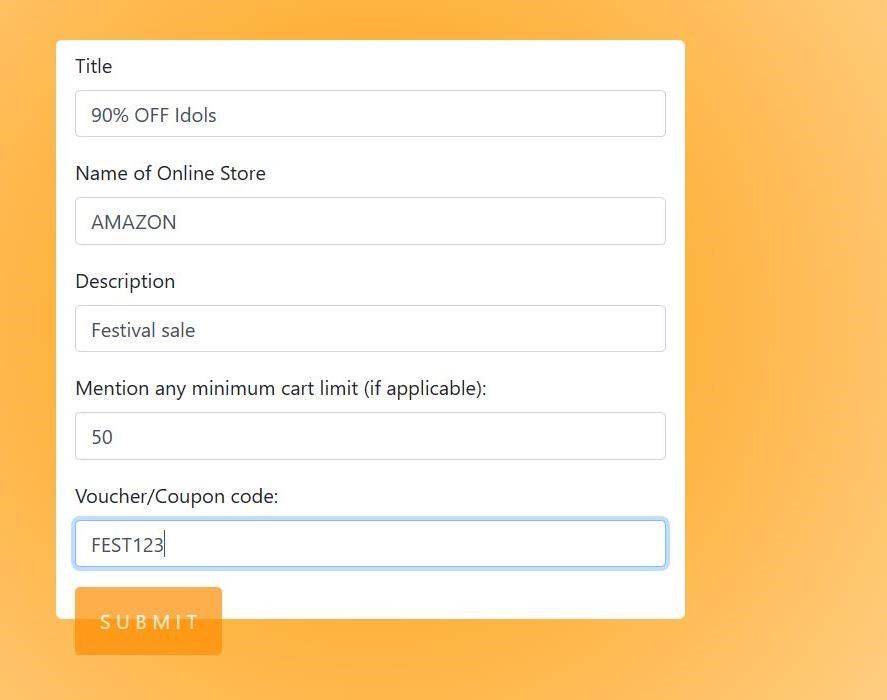 Title
90% OFF Idols
Name of Online Store
AMAZON
Description
Festival sale
Mention any minimum cart limit (if applicable):
50
Voucher/Coupon code:
FEST123
SUBMIT